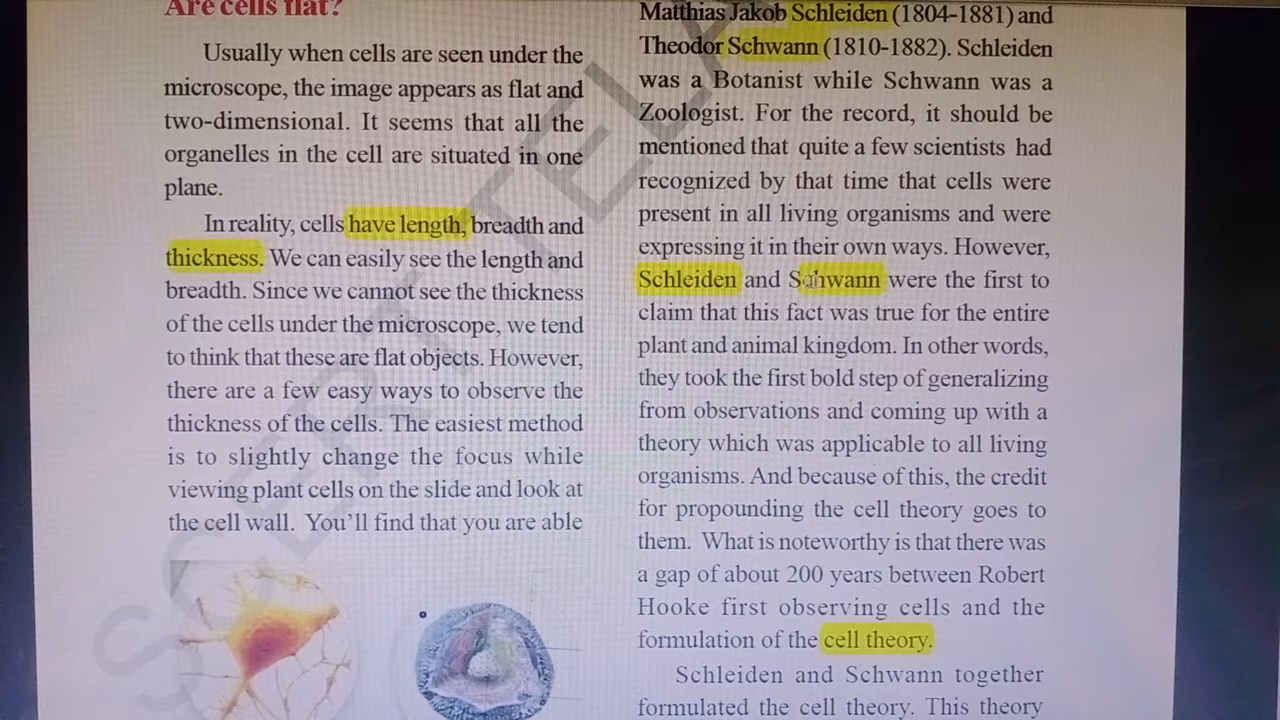 Are cells flat?
Usually when cells are seen under the
microscope, the image appears as flat and
two-dimensional. It seems that all the
organelles in the cell are situated in one
plane.
In reality, cells have length, breadth and
thickness. We can easily see the length and
breadth. Since we cannot see the thickness
of the cells under the microscope, we tend
to think that these are flat objects. However,
there are a few easy ways to observe the
thickness of the cells. The easiest method
is to slightly change the focus while
viewing plant cells on the slide and look at
the cell wall. You'll find that you are able
Matthias Jakob Schleiden (1804-1881) and
Theodor Schwann (1810-1882). Schleiden
was a Botanist while Schwann was a
Zoologist. For the record, it should be
mentioned that quite a few scientists had
recognized by that time that cells were
present in all living organisms and were
expressing it in their own ways. However,
Schleiden and Schwann were the first to
claim that this fact was true for the entire
plant and animal kingdom. In other words,
they took the first bold step of generalizing
from observations and coming up with a
theory which was applicable to all living
organisms. And because of this, the credit
for propounding the cell theory goes to
them. What is noteworthy is that there was
a gap of about 200 years between Robert
Hooke first observing cells and the
formulation of the cell theory.
Schleiden and Schwann together
formulated the cell theory. This theory